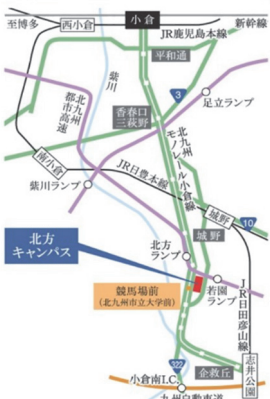 至博多
西小倉
小倉
新幹線
JR鹿児島本線
平和通
紫川
北九州
都市高速
3
足立ランプ
香春口
三萩野
北九州
モノレール小倉線
南小倉
JR日豊本線
紫川ランプ
城野
10
城野
北方
キャンパス
北方
ランプ
競馬場前
(北九州市立大学前)
若園
ランプ
JR日田彦山線
志井公園
322
企救丘
小倉南I.C.
九州自動車道